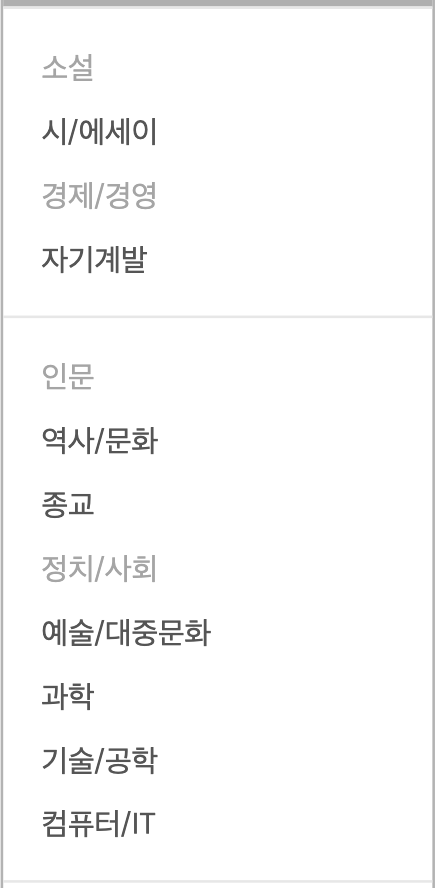 소설
시/에세이
경제/경영
자기계발
인문
역사/문화
종교
정치/사회
예술/대중문화
과학
기술/공학
컴퓨터/IT